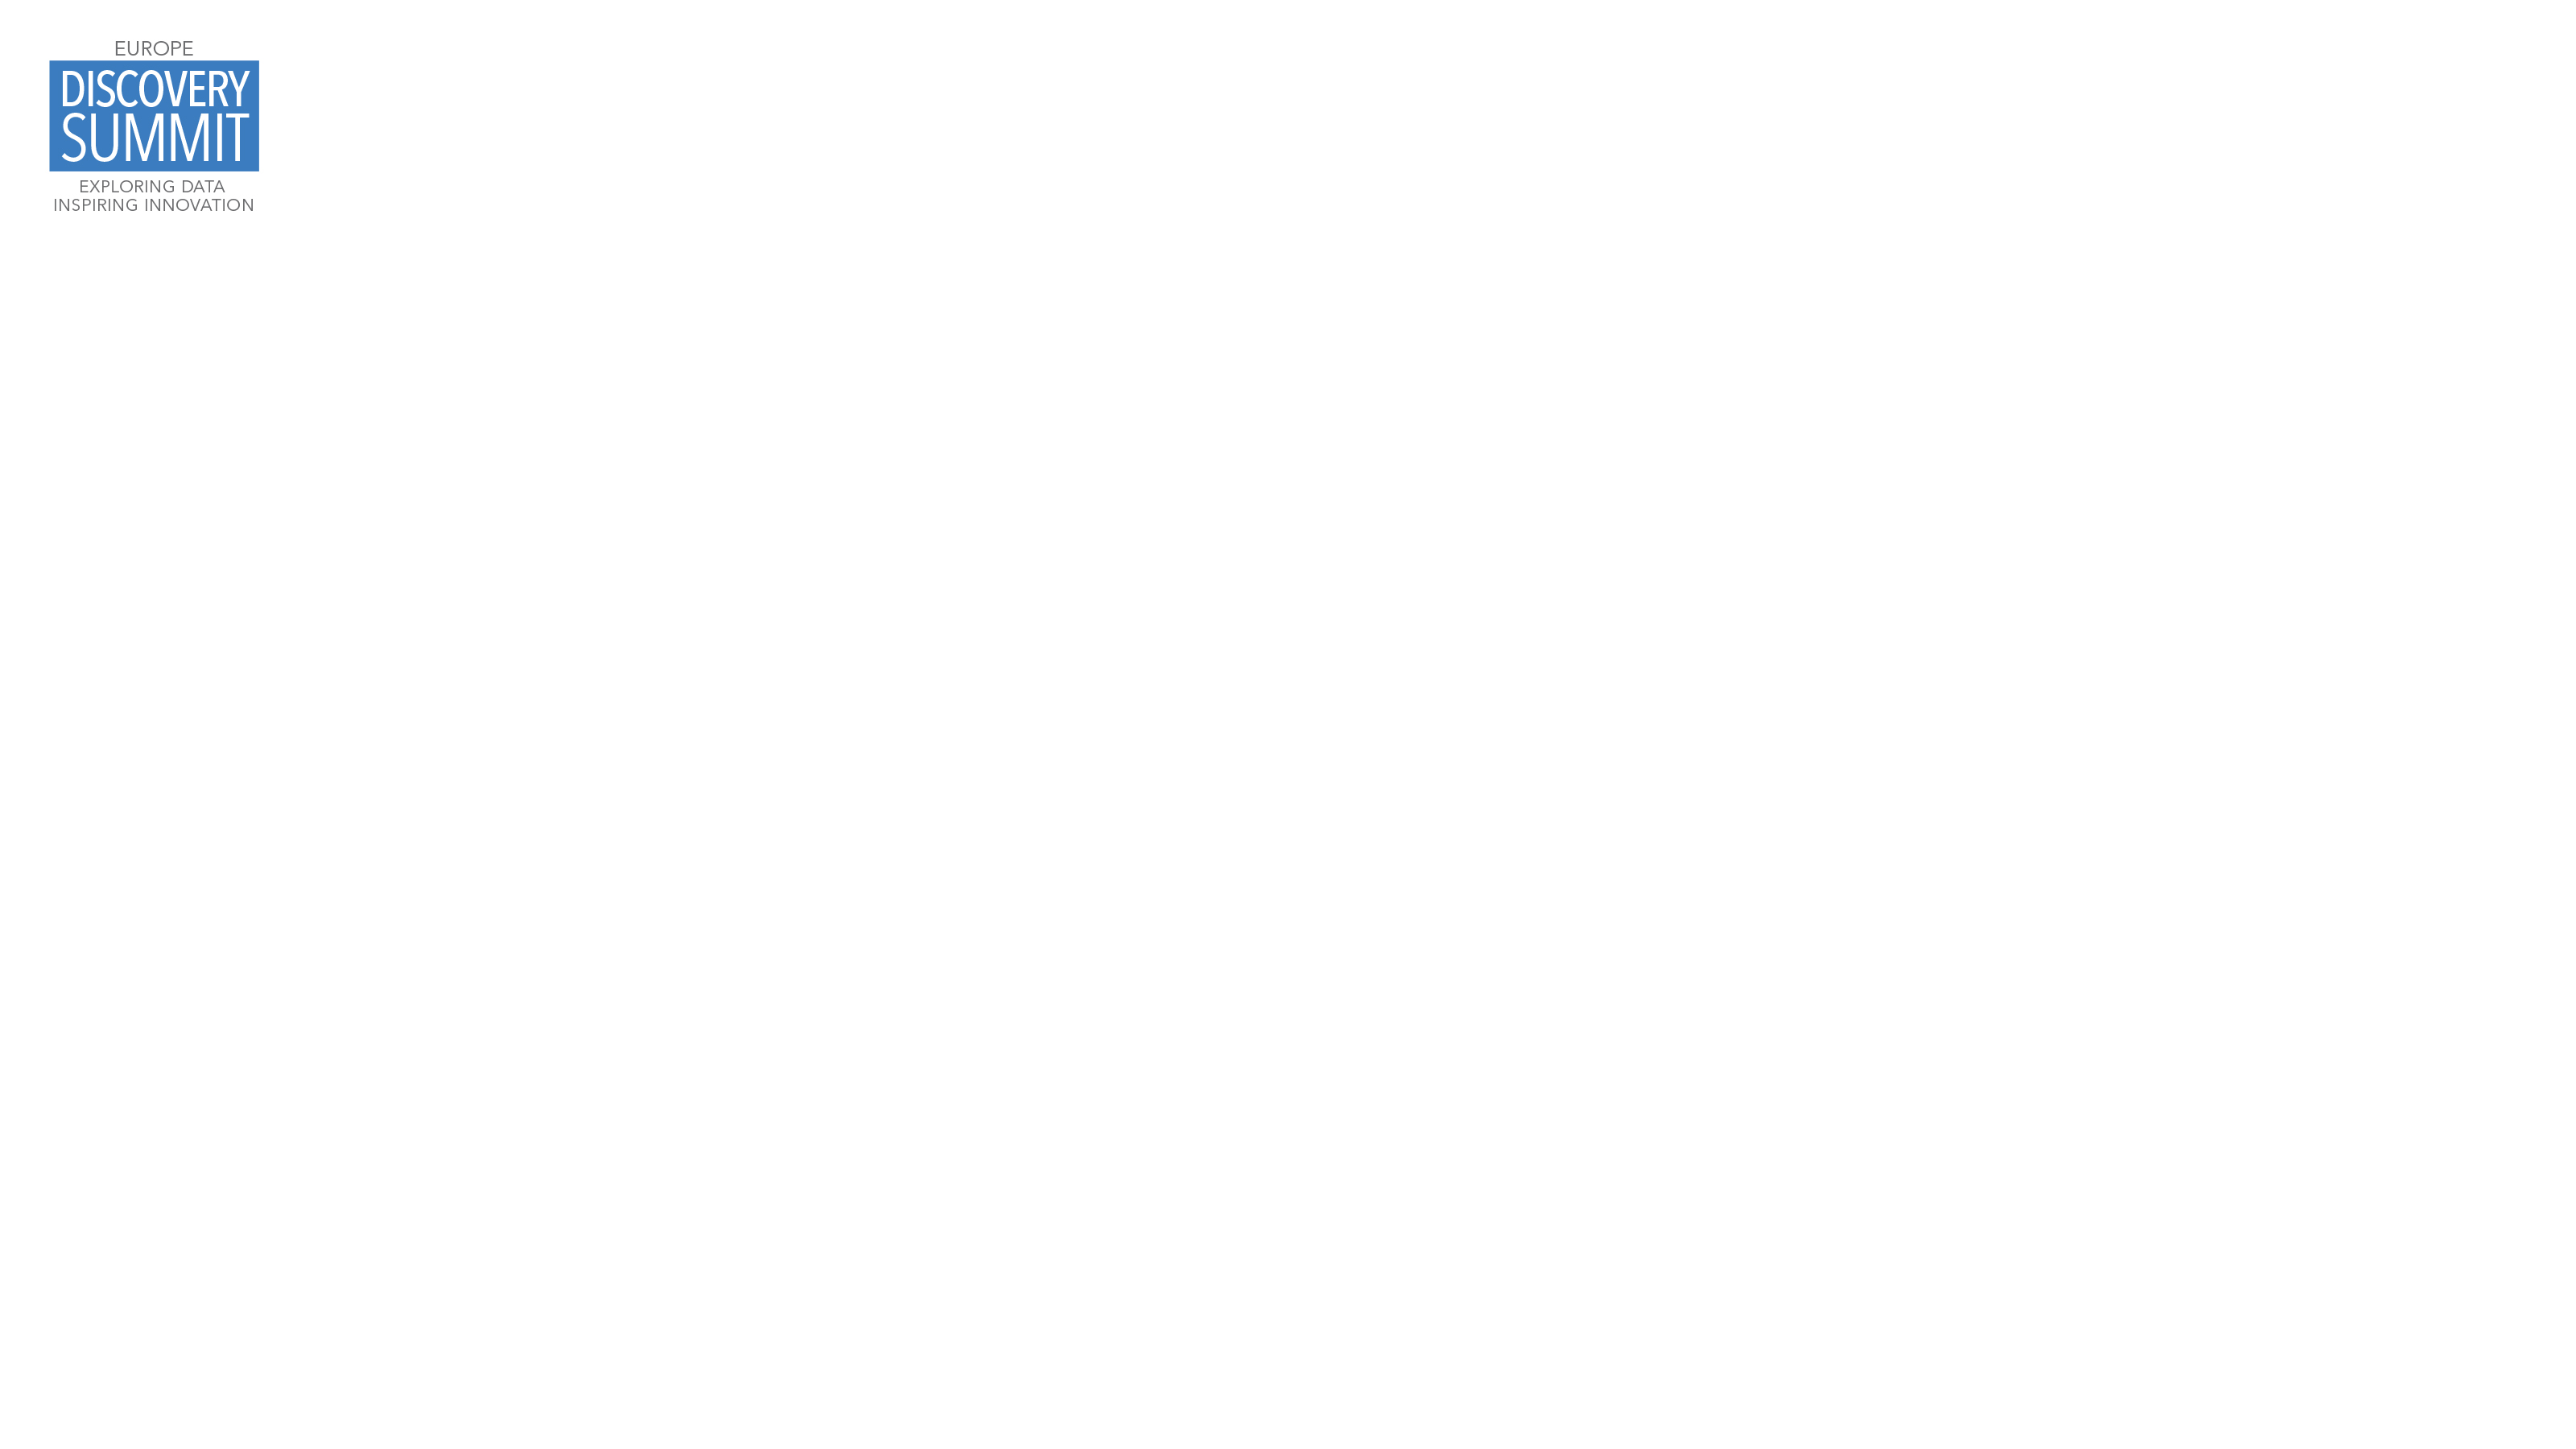 EUROPE
DISCOVERY
SUMMIT
EXPLORING DATA
INSPIRING INNOVATION